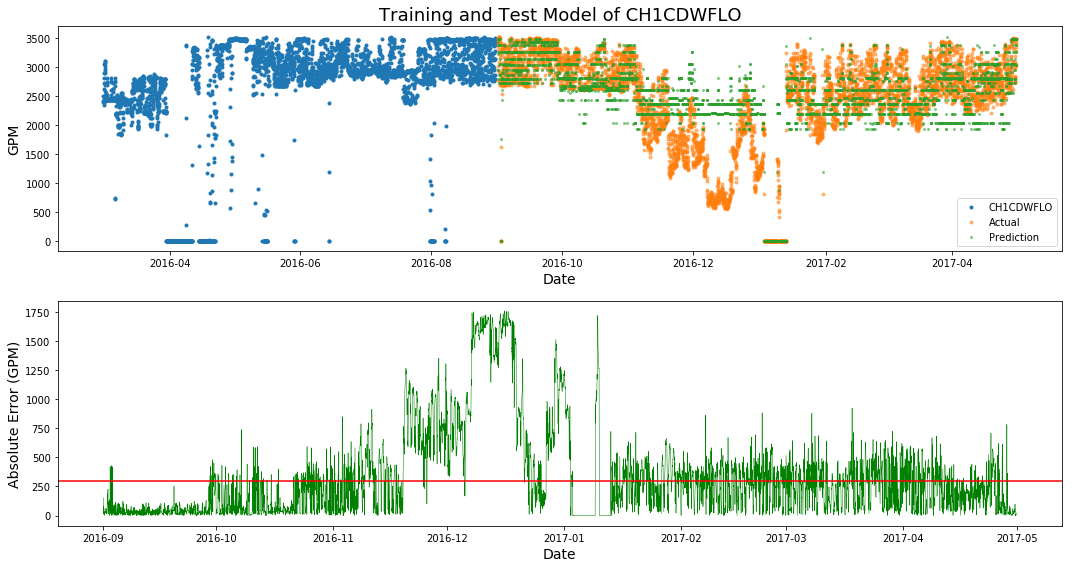 Training and Test Model of CH1CDWFLO
GPM
3500
3000
2500
2000
1500
1000
500
0
CH1CDWFLO
Actual
Prediction
2016-04 2016-06 2016-08 2016-10 2016-12 2017-02 2017-04
Date
Absolute Error (GPM)
1750
1500
1250
1000
750
500
250
0
2016-09 2016-10 2016-11 2016-12 2017-01 2017-02 2017-03 2017-04 2017-05
Date